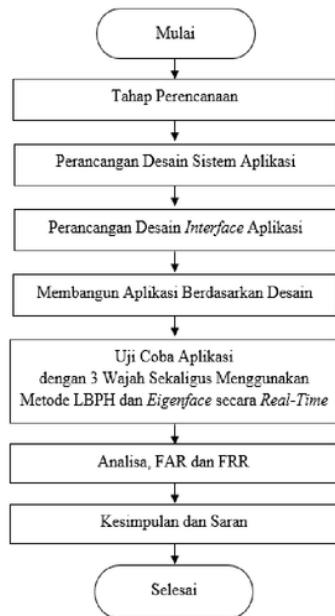 Mulai
Tahap Perencanaan
Perancangan Desain Sistem Aplikasi
Perancangan Desain Interface Aplikasi
Membangun Aplikasi Berdasarkan Desain
Uji Coba Aplikasi
dengan 3 Wajah Sekaligus Menggunakan
Metode LBPH dan Eigenface secara Real-Time
Analisa, FAR dan FRR
Kesimpulan dan Saran
Selesai